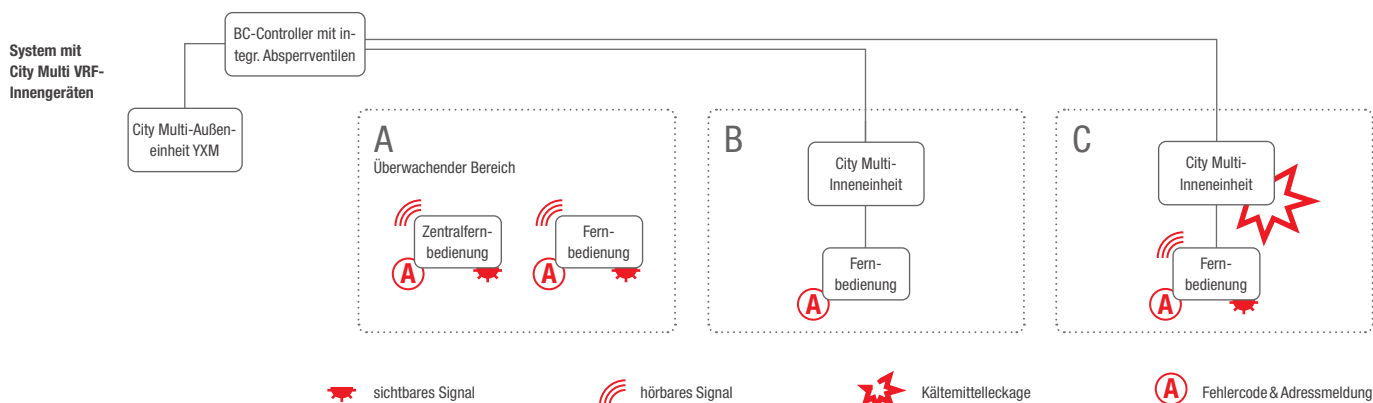 System mit
City Multi VRF-
Innengeräten
BC-Controller mit in-
tegr. Absperrventilen
City Multi-Außen-
einheit YXM
A
Überwachender Bereich
Zentralfern-
bedienung
A
Fern-
bedienung
A
B
City Multi-
Inneneinheit
Fern-
bedienung
A
C
City Multi-
Inneneinheit
Fern-
bedienung
A
sichtbares Signal
hörbares Signal
Kältemittelleckage
A
Fehlercode & Adressmeldung